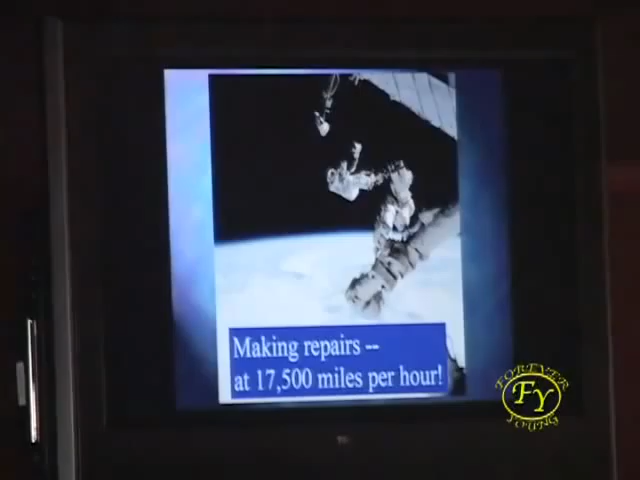 Making repairs --
at 17,500 miles per hour!
FOREVER
FY
YOUNG